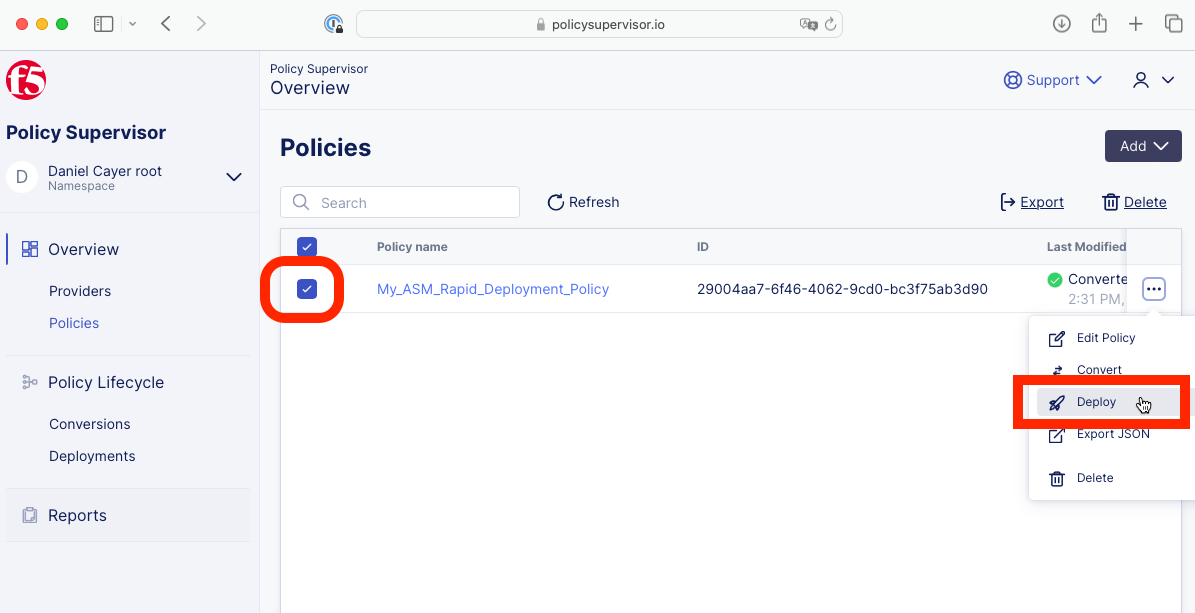 policysupervisor.io
f5
Policy Supervisor
Overview
Support
Policy Supervisor
D
Daniel Cayer root
Namespace
Overview
Providers
Policies
Policy Lifecycle
Conversions
Deployments
Reports
Policies
Add
Search
Refresh
Export
Delete
Policy name ID Last Modified
My_ASM_Rapid_Deployment_Policy 29004aa7-6f46-4062-9cd0-bc3f75ab3d90 Converte
2:31 PM,
Edit Policy
Convert
Deploy
Export JSON
Delete